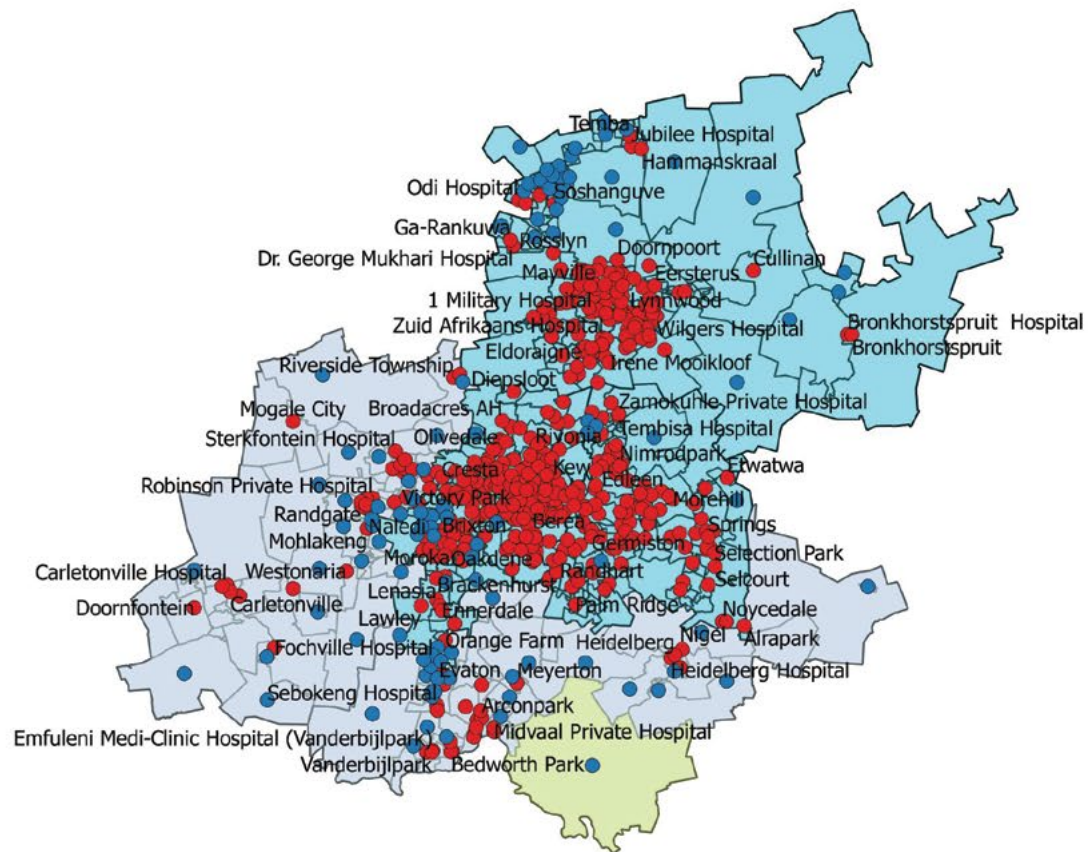 Temba
Jubilee Hospital
Hammanskraal
Odi Hospital
Soshanguve
Ga-Rankuwa
Rosslyn
Doornpoort
Dr. George Mukhari Hospital
Cullinan
Mayville
Eersterus
1 Military Hospital
Lynnwood
Zuid Afrikaans Hospital
Wilgers Hospital
Bronkhorstspruit Hospital
Bronkhorstspruit
Eldoraigne
Irene Mooikloof
Riverside Township
Diepsloot
Zamokuhle Private Hospital
Mogale City
Broadacres AH
Sterkfontein Hospital
Olivedale
Rivonia
Tembisa Hospital
Nimrodpark
Cresta
Kew
Etwatwa
Robinson Private Hospital
Edleen
Victory Park
Morehill
Randgate
Naledi
Brixton
Berea
Springs
Mohlakeng
Germiston
Moroka
Oakdene
Selection Park
Carletonville Hospital
Westonaria
Randhart
Lenasia
Brackenhurst
Selcourt
Doornfontein
Carletonville
Ennerdale
Palm Ridge
Noycedale
Lawley
Fochville Hospital
Orange Farm
Heidelberg
Nigel
Alrapark
Evaton
Meyerton
Heidelberg Hospital
Sebokeng Hospital
Arconpark
Emfuleni Medi-Clinic Hospital (Vanderbijlpark)
Midvaal Private Hospital
Vanderbijlpark
Bedworth Park